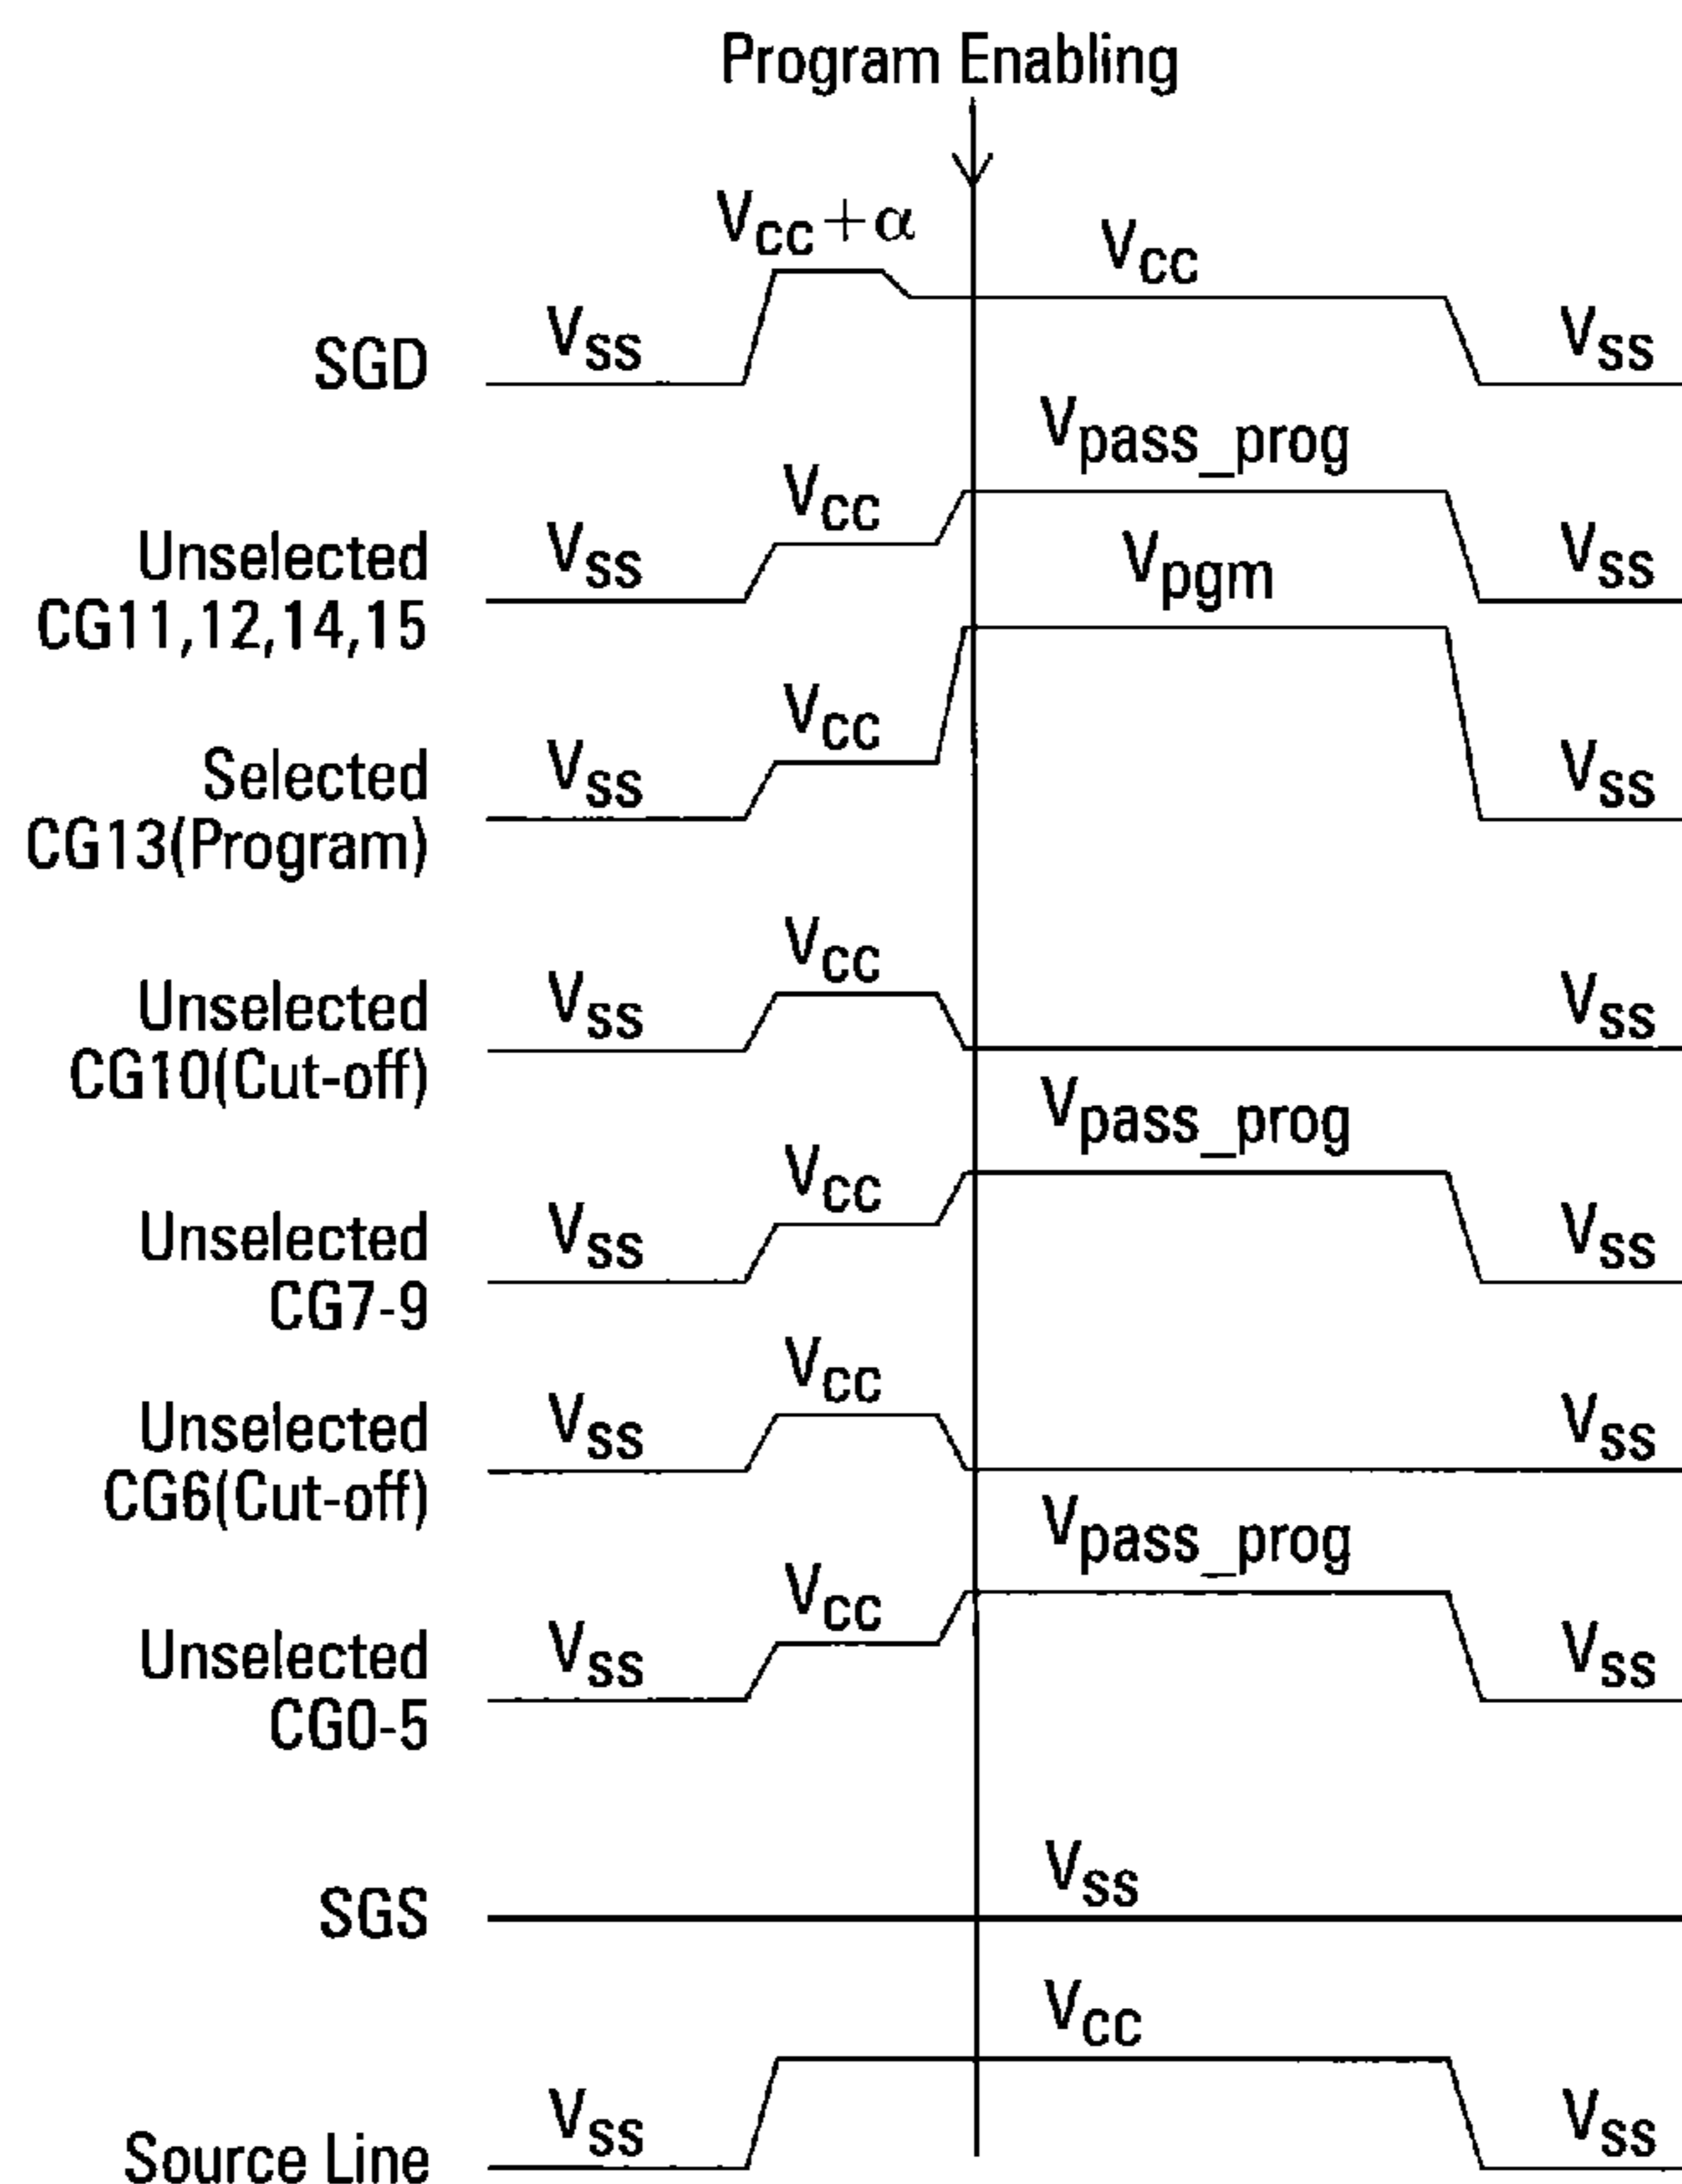 Program Enabling
Vcc+α
Vcc
SGD
Vss
Vss
Vpass_prog
Vcc
Unselected
CG11,12,14,15
Vss
Vss
Vpgm
Vcc
Selected
CG13(Program)
Vss
Vss
Vcc
Unselected
CG10(Cut-off)
Vss
Vss
Vpass_prog
Vcc
Unselected
CG7-9
Vss
Vss
Vcc
Unselected
CG6(Cut-off)
Vss
Vss
Vpass_prog
Vcc
Unselected
CG0-5
Vss
Vss
SGS
Vss
Vcc
Source Line
Vss
Vss